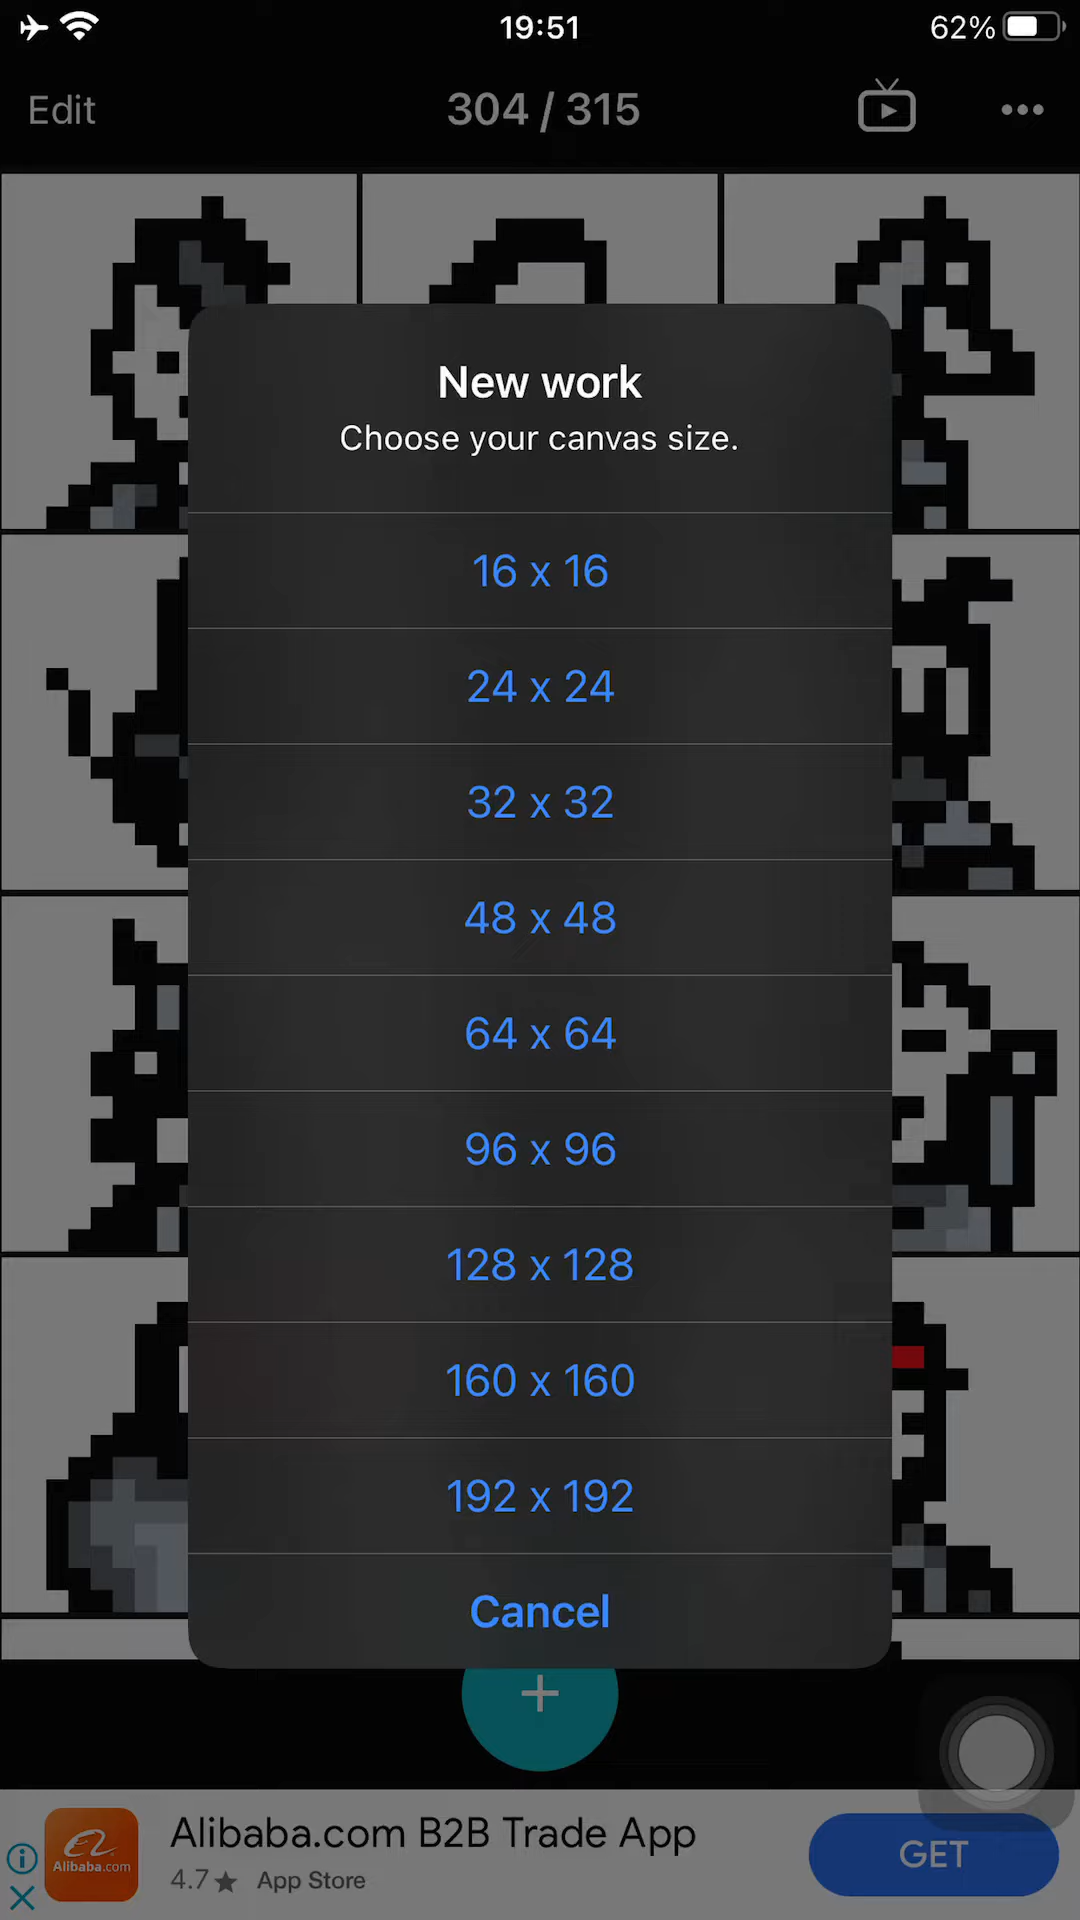 19:51
62%
Edit
304 / 315
New work
Choose your canvas size.
16 x 16
24 x 24
32 x 32
48 x 48
64 x 64
96 x 96
128 x 128
160 x 160
192 x 192
Cancel
+
Alibaba.com B2B Trade App
4.7★ App Store
Alibaba.com
GET